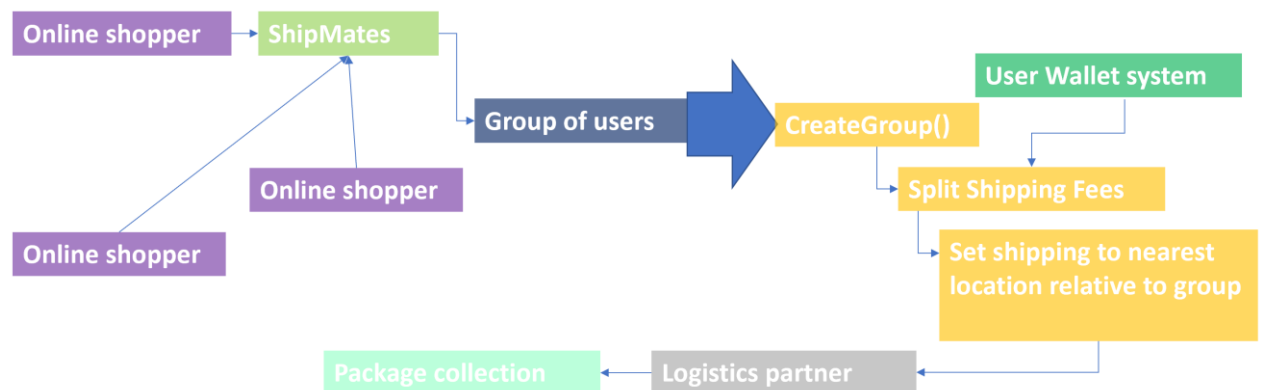 Online shopper
ShipMates
User Wallet system
Group of users
CreateGroup()
Online shopper
Split Shipping Fees
Online shopper
Set shipping to nearest
location relative to group
Package collection
Logistics partner